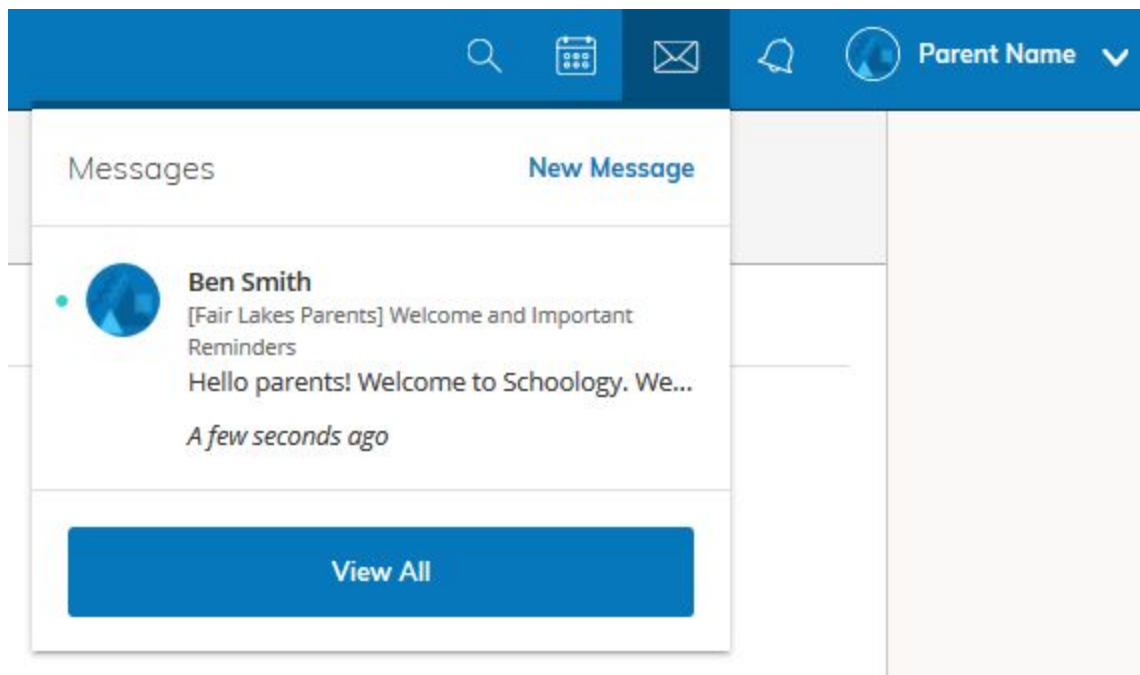 Parent Name
Messages
New Message
Ben Smith
[Fair Lakes Parents] Welcome and Important
Reminders
Hello parents! Welcome to Schoology. We...
A few seconds ago
View All